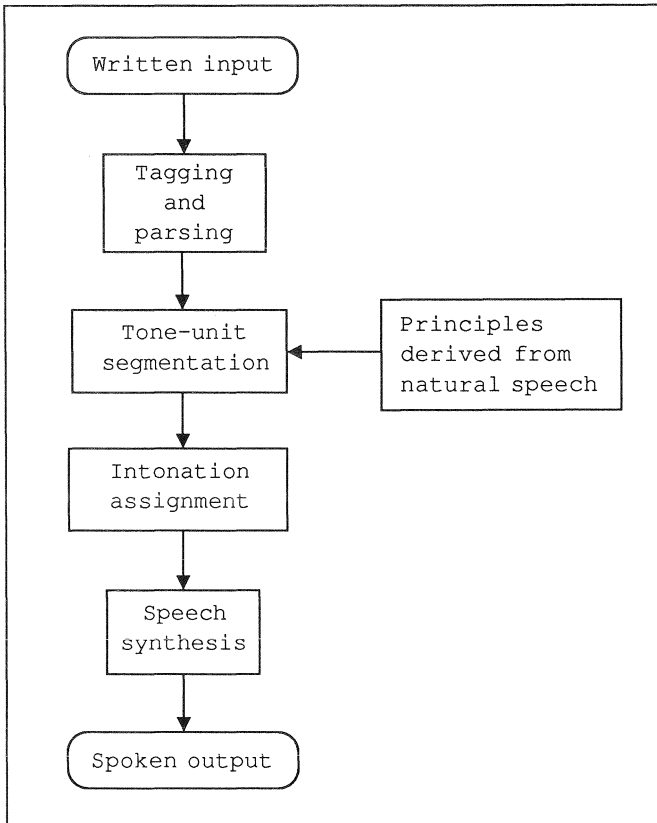 Written input
Tagging
and
parsing
Tone-unit
segmentation
Principles
derived from
natural speech
Intonation
assignment
Speech
synthesis
Spoken output